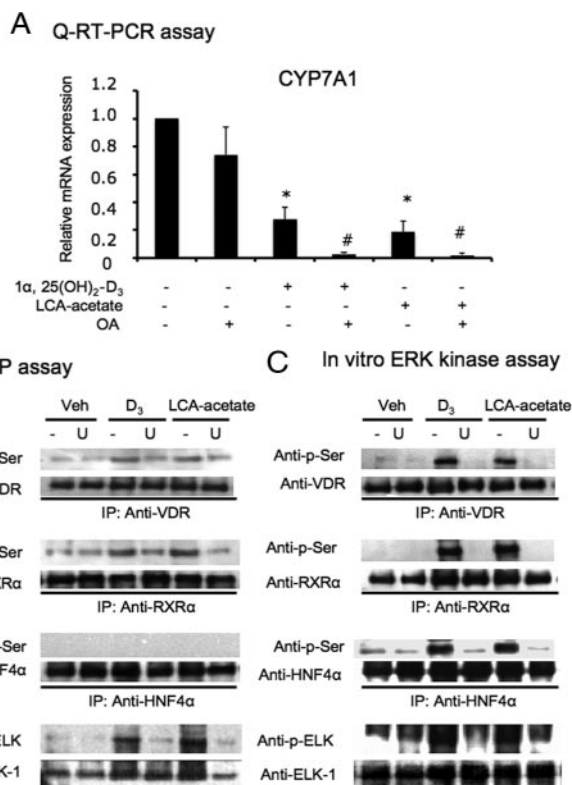 A Q-RT-PCR assay
CYP7A1
Relative mRNA expression
1.2
1.0
0.8
0.6
0.4
0.2
0
*
#
*
#
1α, 25(OH)₂-D₃ - - + + - -
LCA-acetate - - - - + +
OA - + - + - +
P assay
Veh D₃ LCA-acetate
- U - U - U
Ser
DR
IP: Anti-VDR
Ser
XRα
IP: Anti-RXRα
-Ser
NF4α
IP: Anti-HNF4α
ELK
K-1
C In vitro ERK kinase assay
Veh D₃ LCA-acetate
- U - U - U
Anti-p-Ser
Anti-VDR
IP: Anti-VDR
Anti-p-Ser
Anti-RXRα
IP: Anti-RXRα
Anti-p-Ser
Anti-HNF4α
IP: Anti-HNF4α
Anti-p-ELK
Anti-ELK-1